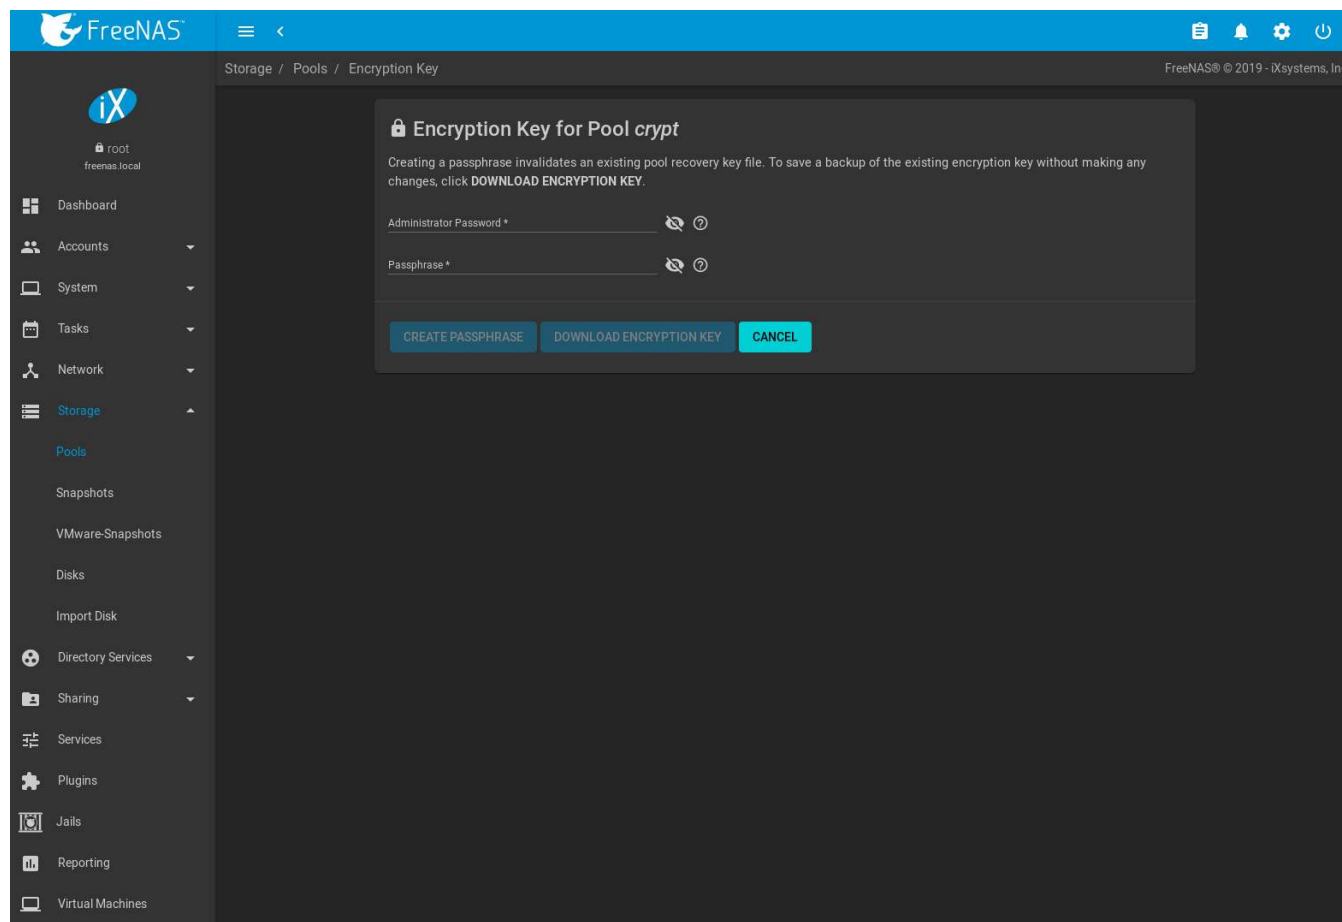 FreeNAS™
Storage / Pools / Encryption Key
FreeNAS® © 2019 - iXsystems, In
iX
root
freenas.local
Dashboard
Accounts
System
Tasks
Network
Storage
Pools
Snapshots
VMware-Snapshots
Disks
Import Disk
Directory Services
Sharing
Services
Plugins
Jails
Reporting
Virtual Machines
Encryption Key for Pool crypt
Creating a passphrase invalidates an existing pool recovery key file. To save a backup of the existing encryption key without making any
changes, click DOWNLOAD ENCRYPTION KEY.
Administrator Password *
Passphrase *
CREATE PASSPHRASE DOWNLOAD ENCRYPTION KEY CANCEL